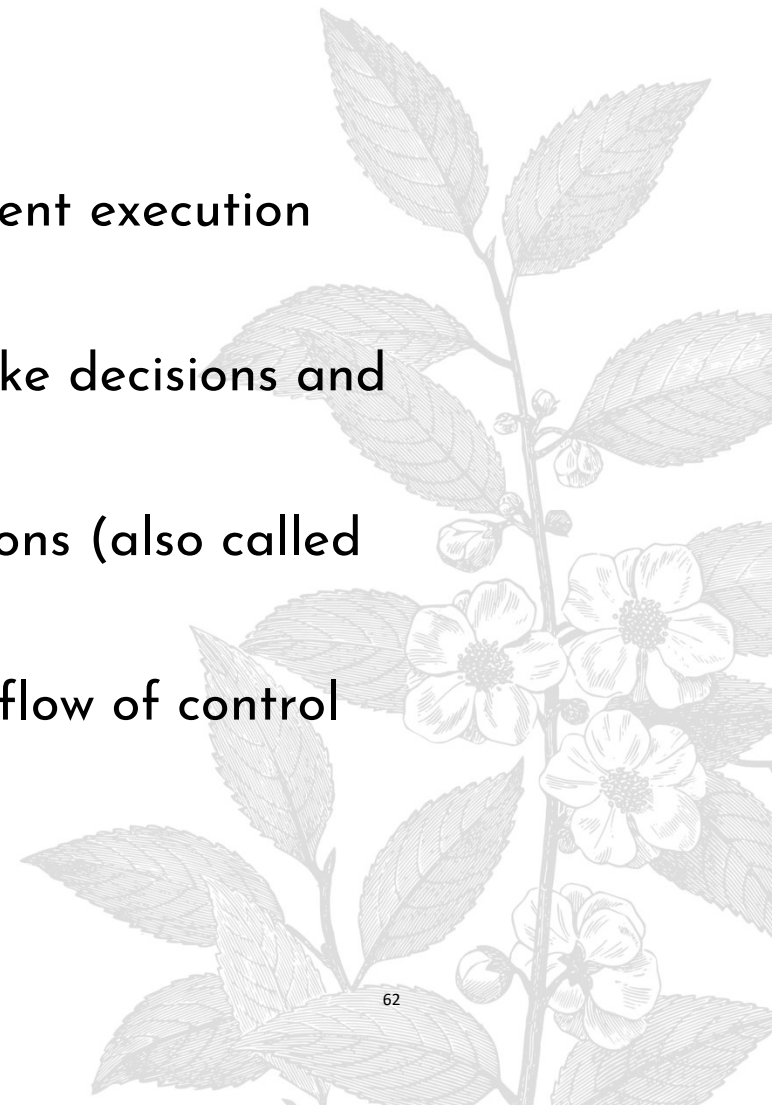 ent execution
ke decisions and
ons (also called
flow of control
62